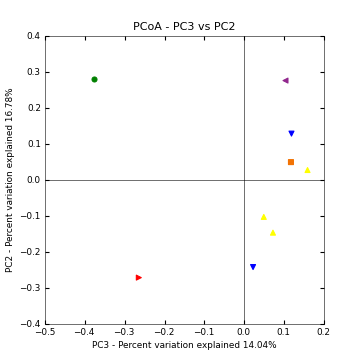 PCoA - PC3 vs PC2
PC2 - Percent variation explained 16.78%
0.4
0.3
0.2
0.1
0.0
−0.1
−0.2
−0.3
−0.4
−0.5 −0.4 −0.3 −0.2 −0.1 0.0 0.1 0.2
PC3 - Percent variation explained 14.04%